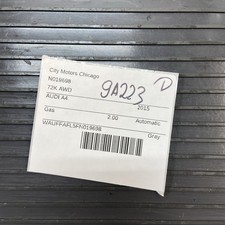 City Motors Chicago
N019698
72K AWD
AUDI A4
9A223
D
2015
Gas
2.00
Automatic
WAUFFAFL5FN019698
Gray